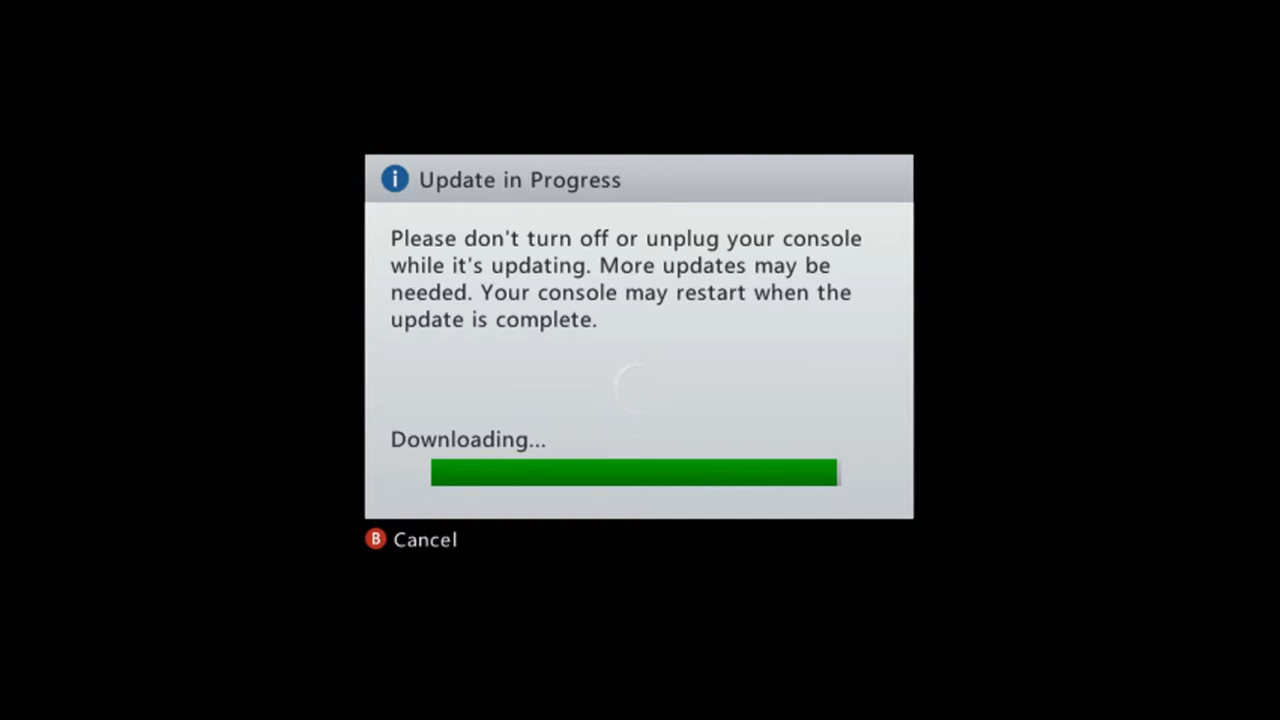 i Update in Progress
Please don't turn off or unplug your console
while it's updating. More updates may be
needed. Your console may restart when the
update is complete.
Downloading...
B Cancel